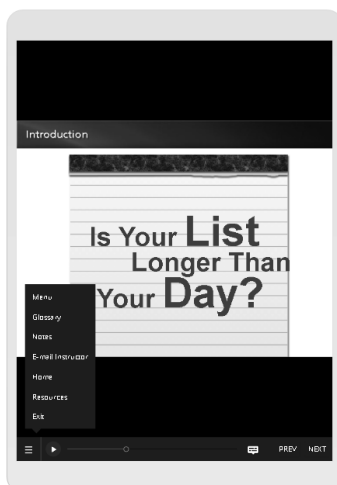 Introduction
Is Your List
Longer Than
Your Day?
Menu
Glossary
Notes
E-mail Instructor
Home
Resources
Exit
PREV NEXT